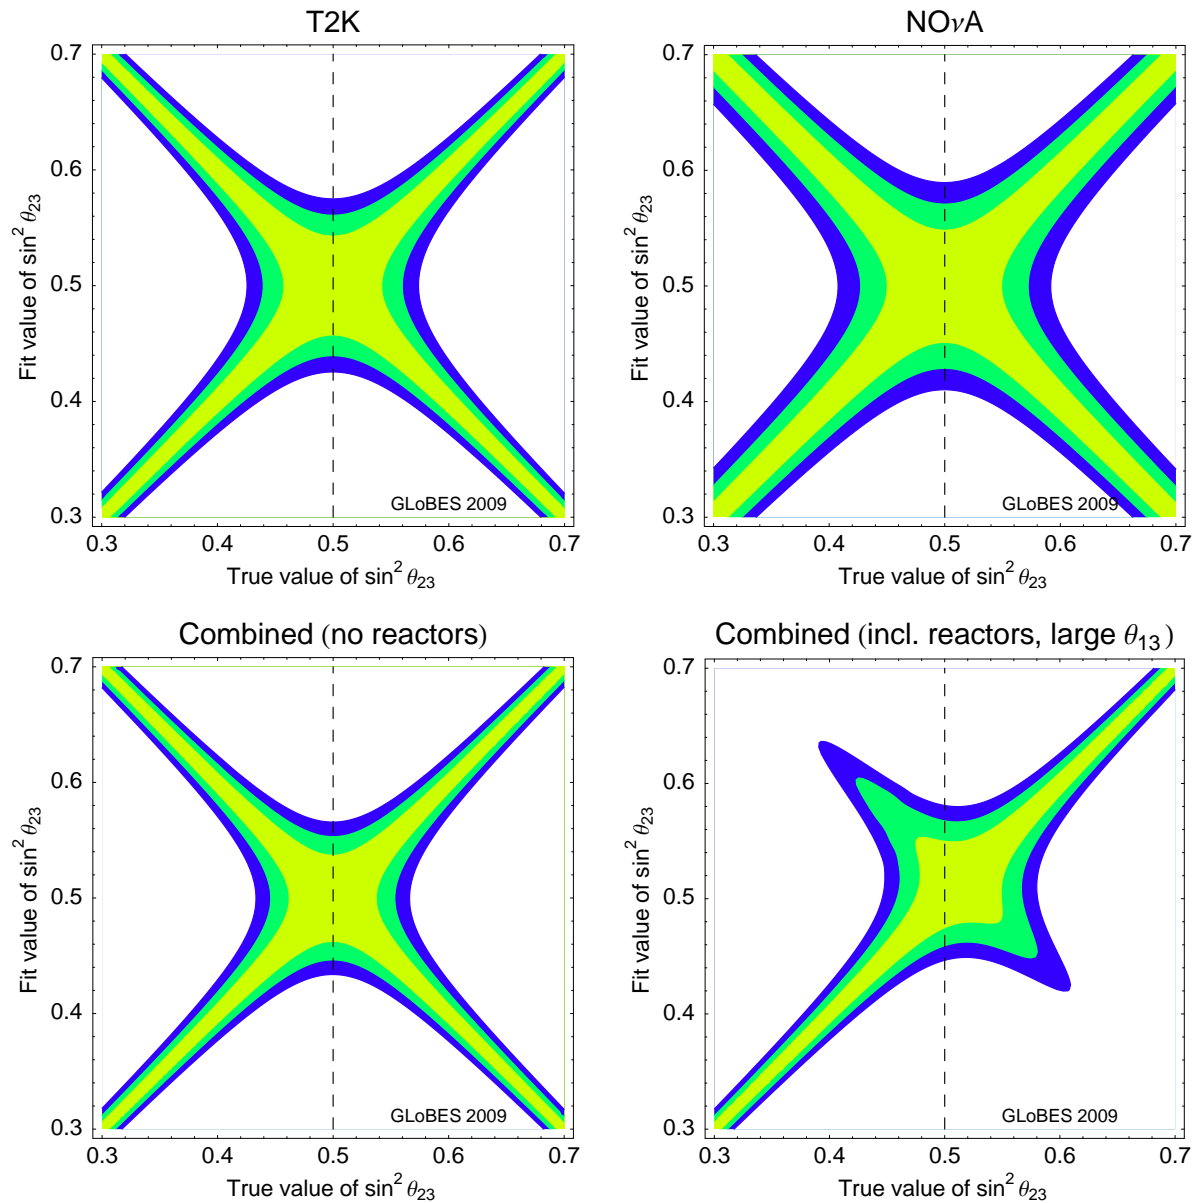 T2K
0.7
0.6
0.5
0.4
0.3
Fit value of sin² θ₂₃
GLoBES 2009
0.3 0.4 0.5 0.6 0.7
True value of sin² θ₂₃
NOνA
0.7
0.6
0.5
0.4
0.3
Fit value of sin² θ₂₃
GLoBES 2009
0.3 0.4 0.5 0.6 0.7
True value of sin² θ₂₃
Combined (no reactors)
0.7
0.6
0.5
0.4
0.3
Fit value of sin² θ₂₃
GLoBES 2009
0.3 0.4 0.5 0.6 0.7
True value of sin² θ₂₃
Combined (incl. reactors, large θ₁₃)
0.7
0.6
0.5
0.4
0.3
Fit value of sin² θ₂₃
GLoBES 2009
0.3 0.4 0.5 0.6 0.7
True value of sin² θ₂₃